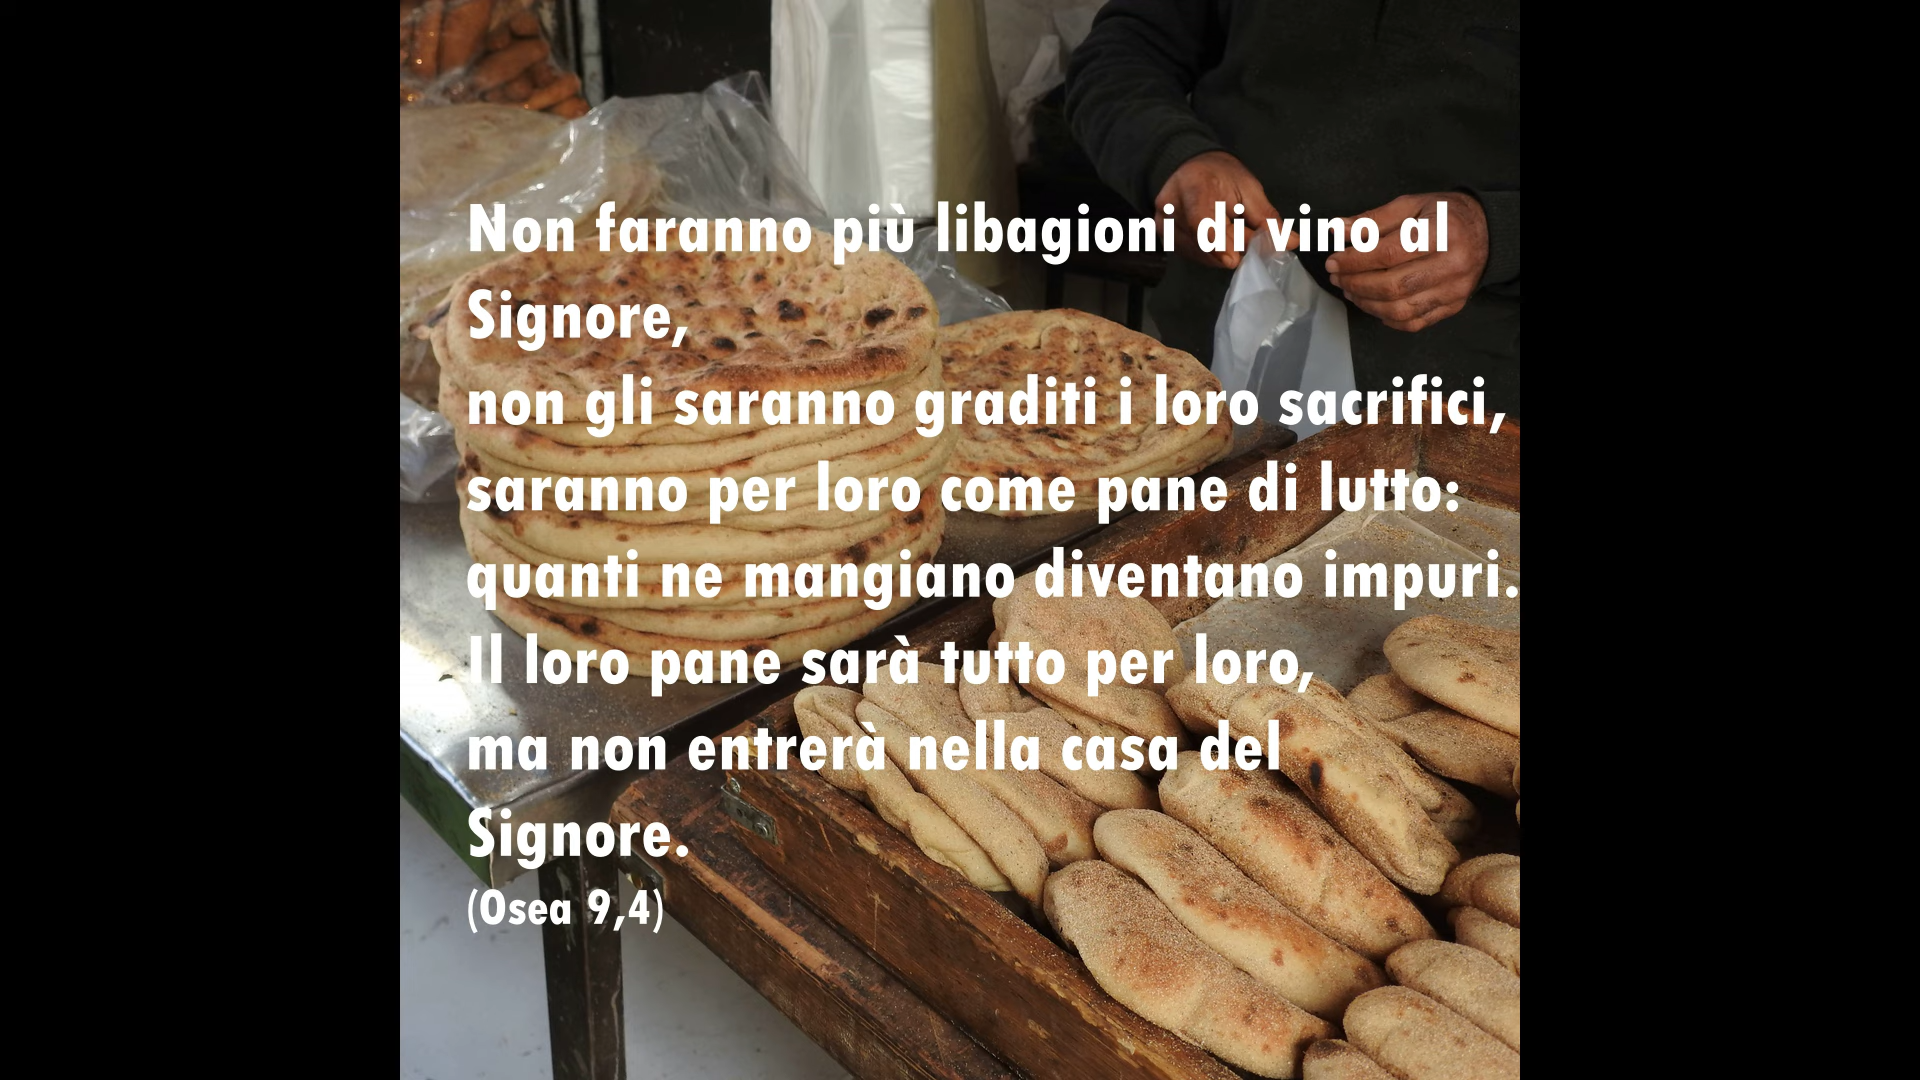 Non faranno più libagioni di vino al
Signore,
non gli saranno graditi i loro sacrifici,
saranno per loro come pane di lutto:
quanti ne mangiano diventano impuri.
Il loro pane sarà tutto per loro,
ma non entrerà nella casa del
Signore.
(Osea 9,4)